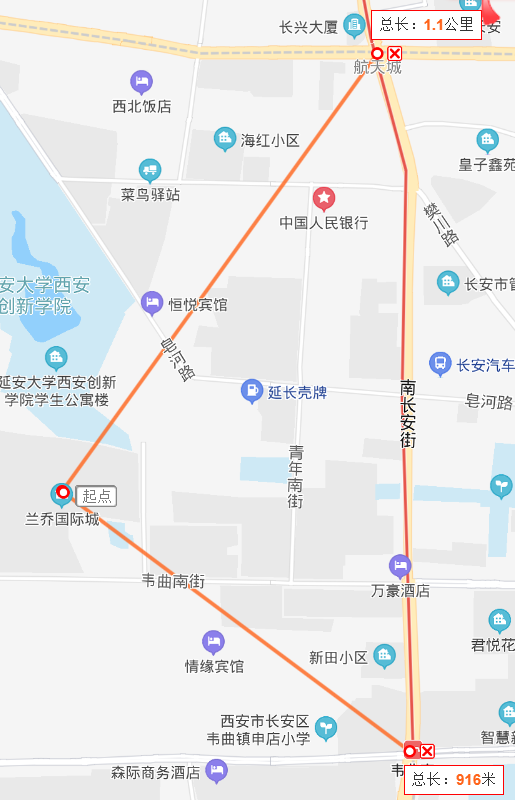 总长：1.1公里
长兴大厦
安
航天城
西北饭店
海红小区
皇子鑫苑
菜鸟驿站
中国人民银行
樊川路
安大学西安
创新学院
长安市管
恒悦宾馆
皂河路
延安大学西安创新
学院学生公寓楼
长安汽车
延长壳牌
南长安街
皂河路
青年南街
起点
兰乔国际城
韦曲南街
万豪酒店
君悦花
新田小区
情缘宾馆
西安市长安区
韦曲镇申店小学
智慧新
森际商务酒店
总长：916米